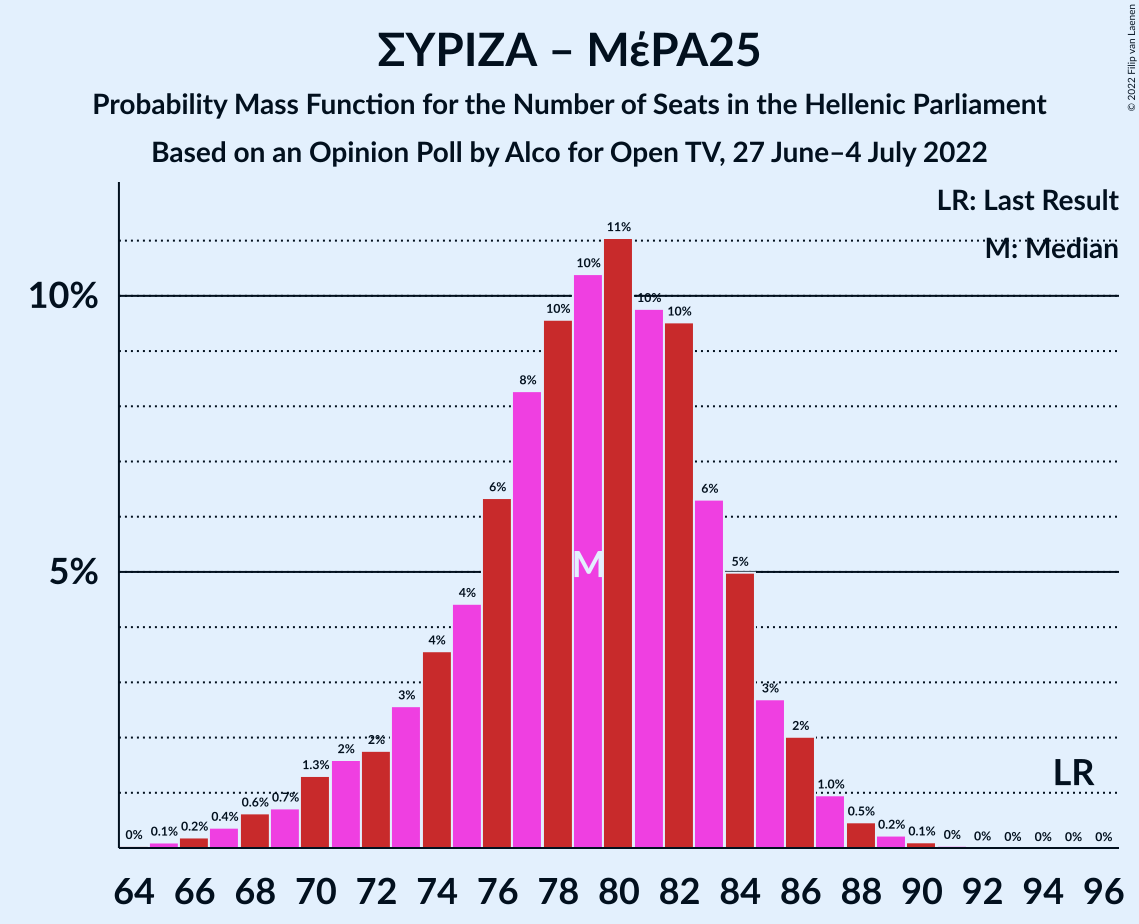 © 2022 Filip van Laenen
ΣΥΡΙΖΑ – ΜέΡΑ25
Probability Mass Function for the Number of Seats in the Hellenic Parliament
Based on an Opinion Poll by Alco for Open TV, 27 June–4 July 2022
LR: Last Result
M: Median
10%
5%
0% 0.1% 0.2% 0.4% 0.6% 0.7% 1.3% 2% 2% 3% 4% 4% 6% 8% 10% 10% 11% 10% 10% 6% 5% 3% 2% 1.0% 0.5% 0.2% 0.1% 0% 0% 0% 0% 0% 0%
M
LR
64 66 68 70 72 74 76 78 80 82 84 86 88 90 92 94 96